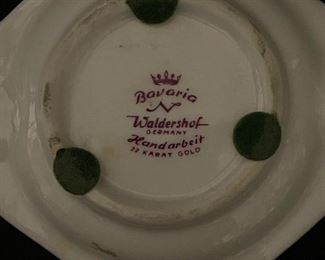 Bavaria
N
Waldershof
GERMANY
Handarbeit
22 KARAT GOLD